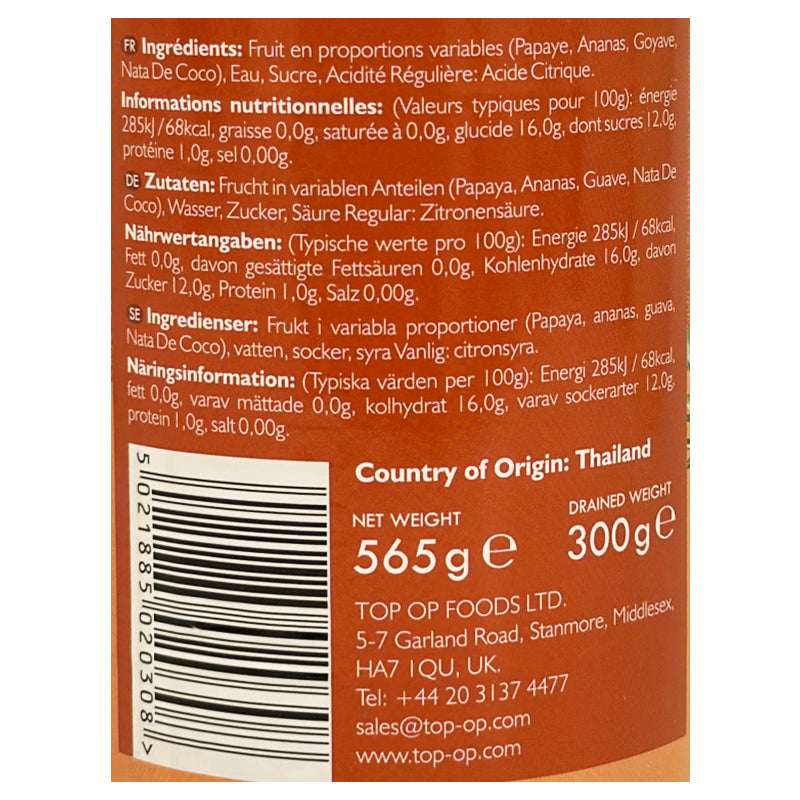 FR Ingrédients: Fruit en proportions variables (Papaye, Ananas, Goyave,
Nata De Coco), Eau, Sucre, Acidité Régulière: Acide Citrique.
Informations nutritionnelles: (Valeurs typiques pour 100g): énergie
285kJ/68kcal, graisse 0,0g, saturée à 0,0g, glucide 16,0g, dont sucres 12,0g,
protéine 1,0g, sel 0,00g.
DE Zutaten: Frucht in variablen Anteilen (Papaya, Ananas, Guave, Nata De
Coco), Wasser, Zucker, Säure Regular: Zitronensäure.
Nährwertangaben: (Typische werte pro 100g): Energie 285kJ / 68kcal,
Fett 0,0g, davon gesättigte Fettsäuren 0,0g, Kohlenhydrate 16,0g, davon
Zucker 12,0g, Protein 1,0g, Salz 0,00g.
SE Ingredienser: Frukt i variabla proportioner (Papaya, ananas, guava,
Nata De Coco), vatten, socker, syra Vanlig: citronsyra.
Näringsinformation: (Typiska värden per 100g): Energi 285kJ / 68kcal,
fett 0,0g, varav mättade 0,0g, kolhydrat 16,0g, varav sockerarter 12,0g,
protein 1,0g, salt 0,00g.
5 021885 020308 >
Country of Origin: Thailand
NET WEIGHT
565g e
DRAINED WEIGHT
300g e
TOP OP FOODS LTD.
5-7 Garland Road, Stanmore, Middlesex,
HA7 1QU, UK.
Tel: +44 20 3137 4477
sales@top-op.com
www.top-op.com